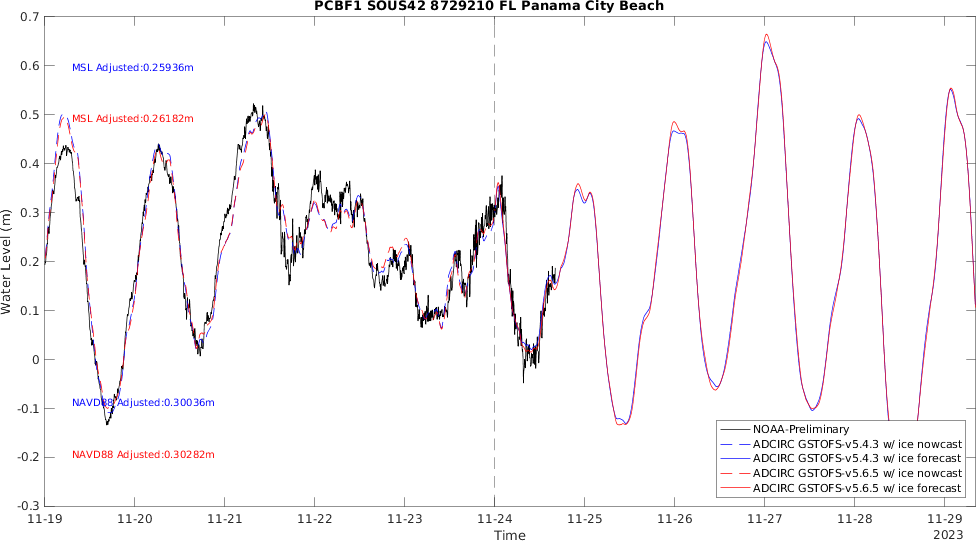 PCBF1 SOUS42 8729210 FL Panama City Beach
0.7
0.6
0.5
0.4
0.3
0.2
0.1
0
-0.1
-0.2
-0.3
Water Level (m)
MSL Adjusted:0.25936m
MSL Adjusted:0.26182m
NAVD88 Adjusted:0.30036m
NAVD88 Adjusted:0.30282m
NOAA-Preliminary
ADCIRC GSTOFS-v5.4.3 w/ ice nowcast
ADCIRC GSTOFS-v5.4.3 w/ ice forecast
ADCIRC GSTOFS-v5.6.5 w/ ice nowcast
ADCIRC GSTOFS-v5.6.5 w/ ice forecast
11-19 11-20 11-21 11-22 11-23 11-24 11-25 11-26 11-27 11-28 11-29
Time
2023